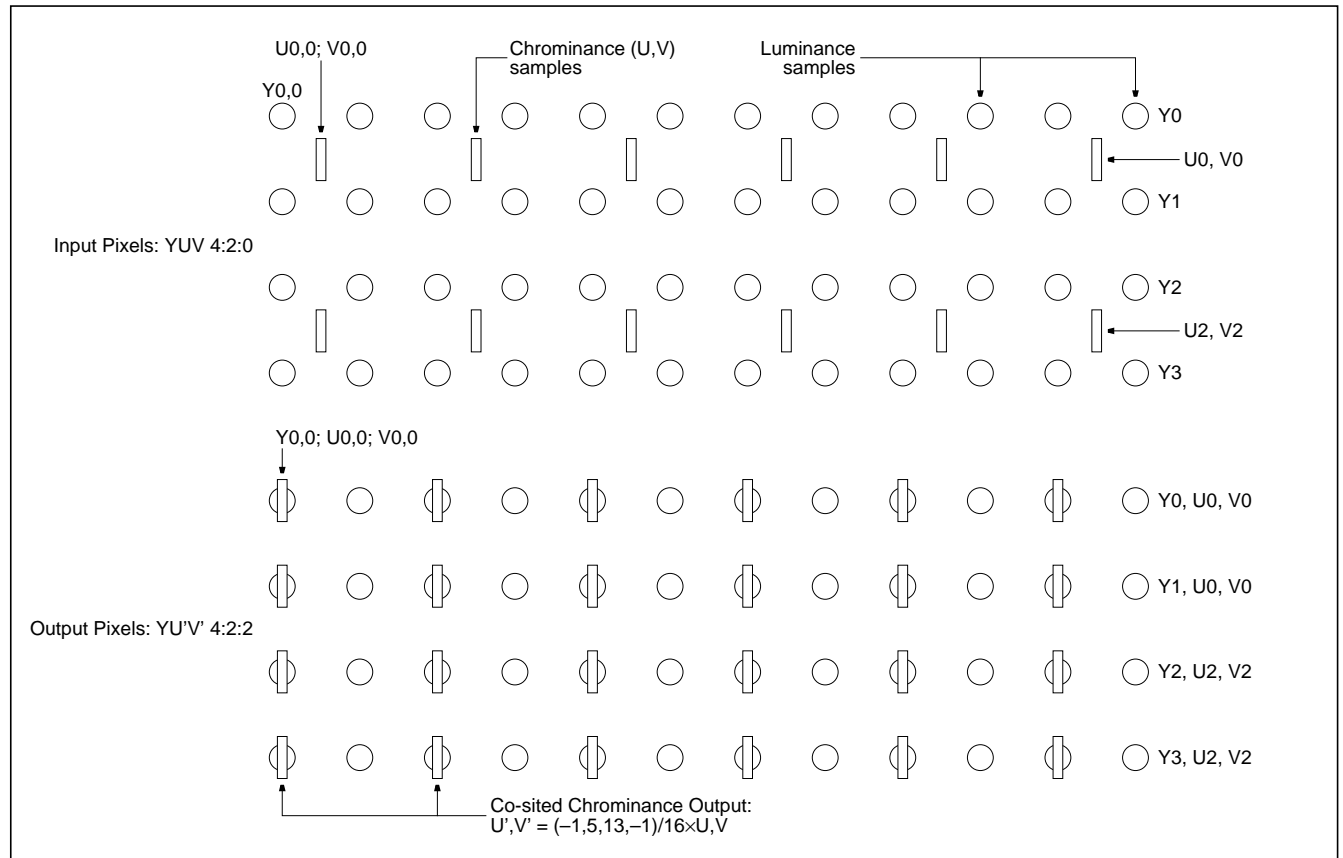 U0,0; V0,0
Chrominance (U,V)
samples
Luminance
samples
Y0,0
Y0
U0, V0
Y1
Input Pixels: YUV 4:2:0
Y2
U2, V2
Y3
Y0,0; U0,0; V0,0
Y0, U0, V0
Y1, U0, V0
Output Pixels: YU'V' 4:2:2
Y2, U2, V2
Y3, U2, V2
Co-sited Chrominance Output:
U',V' = (–1,5,13,–1)/16×U,V